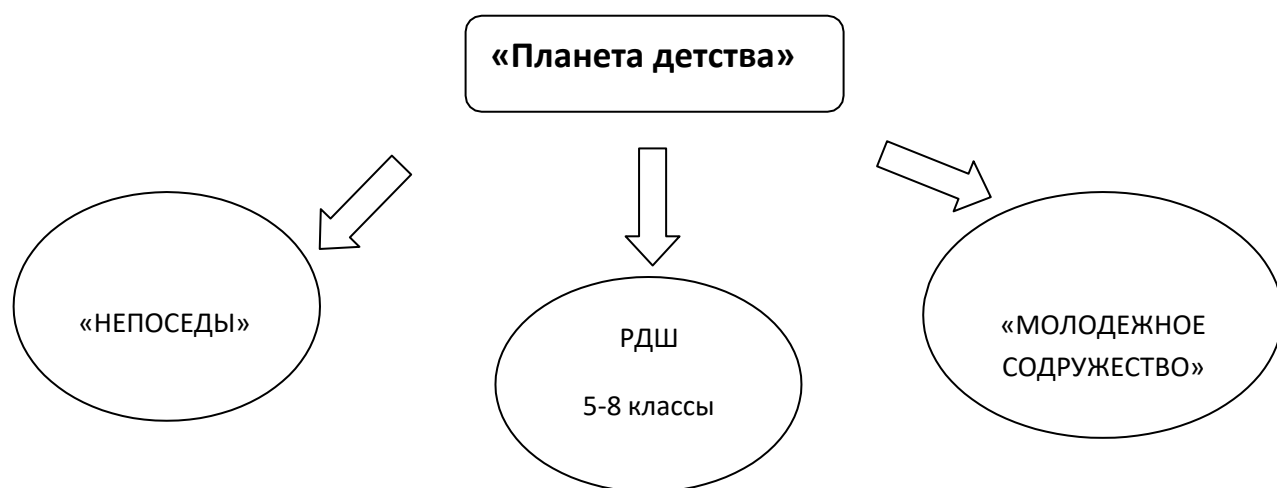 «Планета детства»
«НЕПОСЕДЫ»
РДШ
5-8 классы
«МОЛОДЕЖНОЕ
СОДРУЖЕСТВО»